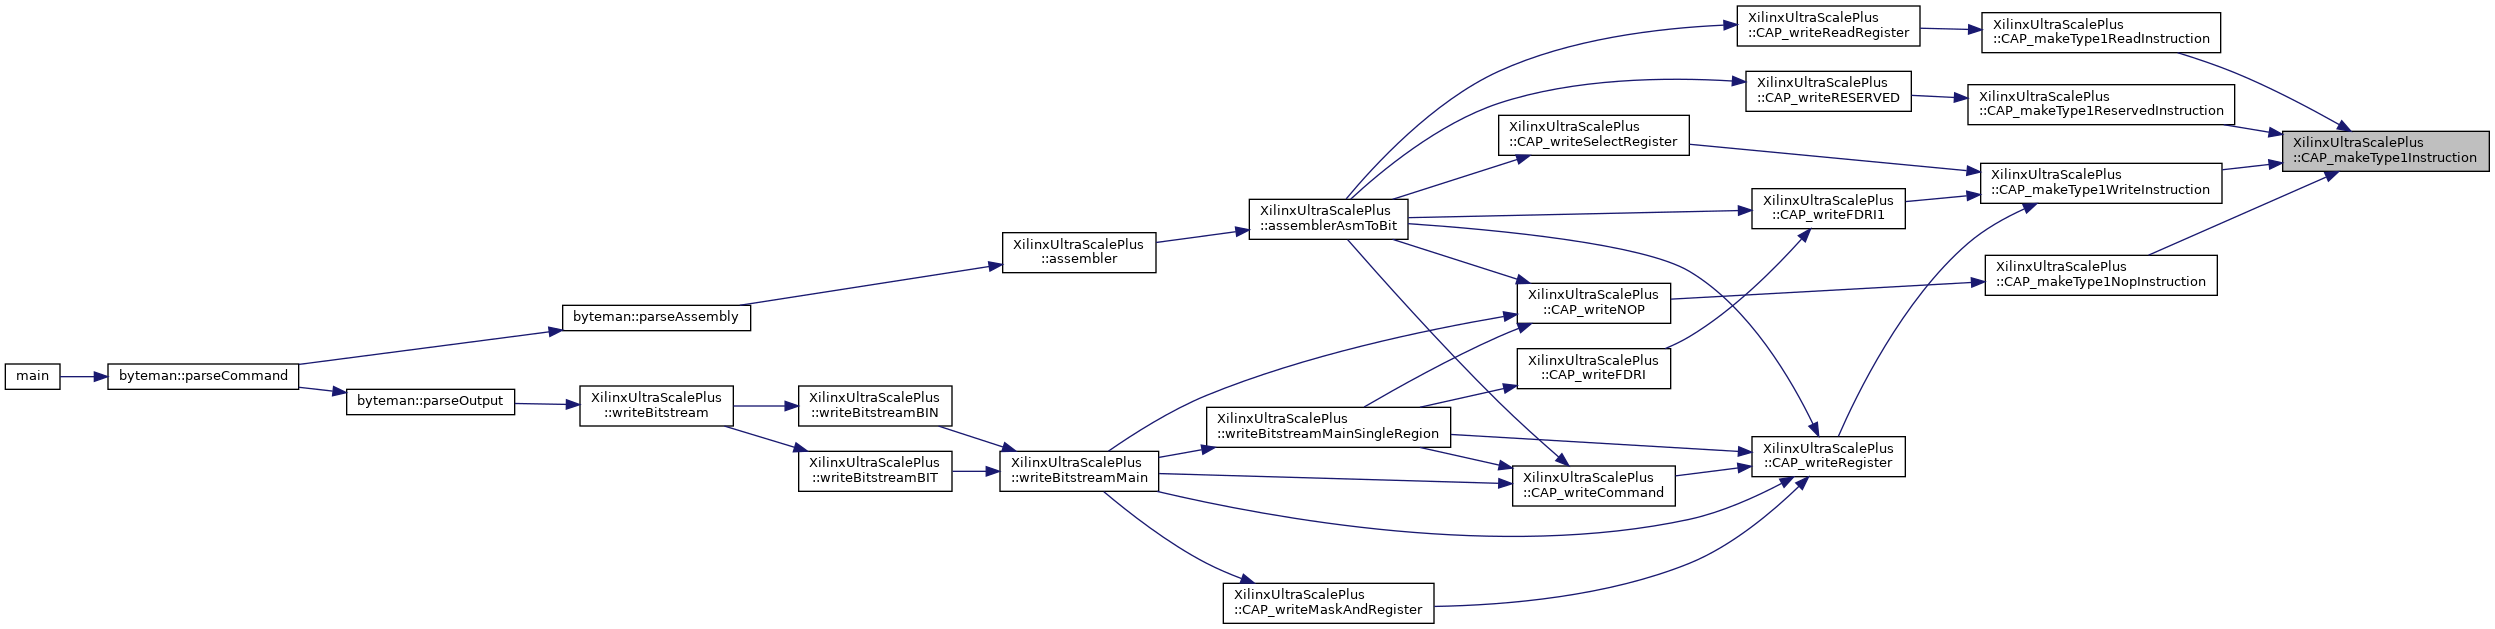 XilinxUltraScalePlus
::CAP_writeReadRegister
XilinxUltraScalePlus
::CAP_makeType1ReadInstruction
XilinxUltraScalePlus
::CAP_writeRESERVED
XilinxUltraScalePlus
::CAP_makeType1ReservedInstruction
XilinxUltraScalePlus
::CAP_writeSelectRegister
XilinxUltraScalePlus
::CAP_makeType1Instruction
XilinxUltraScalePlus
::CAP_makeType1WriteInstruction
XilinxUltraScalePlus
::CAP_writeFDRI1
XilinxUltraScalePlus
::assemblerAsmToBit
XilinxUltraScalePlus
::assembler
XilinxUltraScalePlus
::CAP_makeType1NopInstruction
XilinxUltraScalePlus
::CAP_writeNOP
byteman::parseAssembly
XilinxUltraScalePlus
::CAP_writeFDRI
main
byteman::parseCommand
byteman::parseOutput
XilinxUltraScalePlus
::writeBitstream
XilinxUltraScalePlus
::writeBitstreamBIN
XilinxUltraScalePlus
::writeBitstreamMainSingleRegion
XilinxUltraScalePlus
::CAP_writeRegister
XilinxUltraScalePlus
::writeBitstreamBIT
XilinxUltraScalePlus
::writeBitstreamMain
XilinxUltraScalePlus
::CAP_writeCommand
XilinxUltraScalePlus
::CAP_writeMaskAndRegister